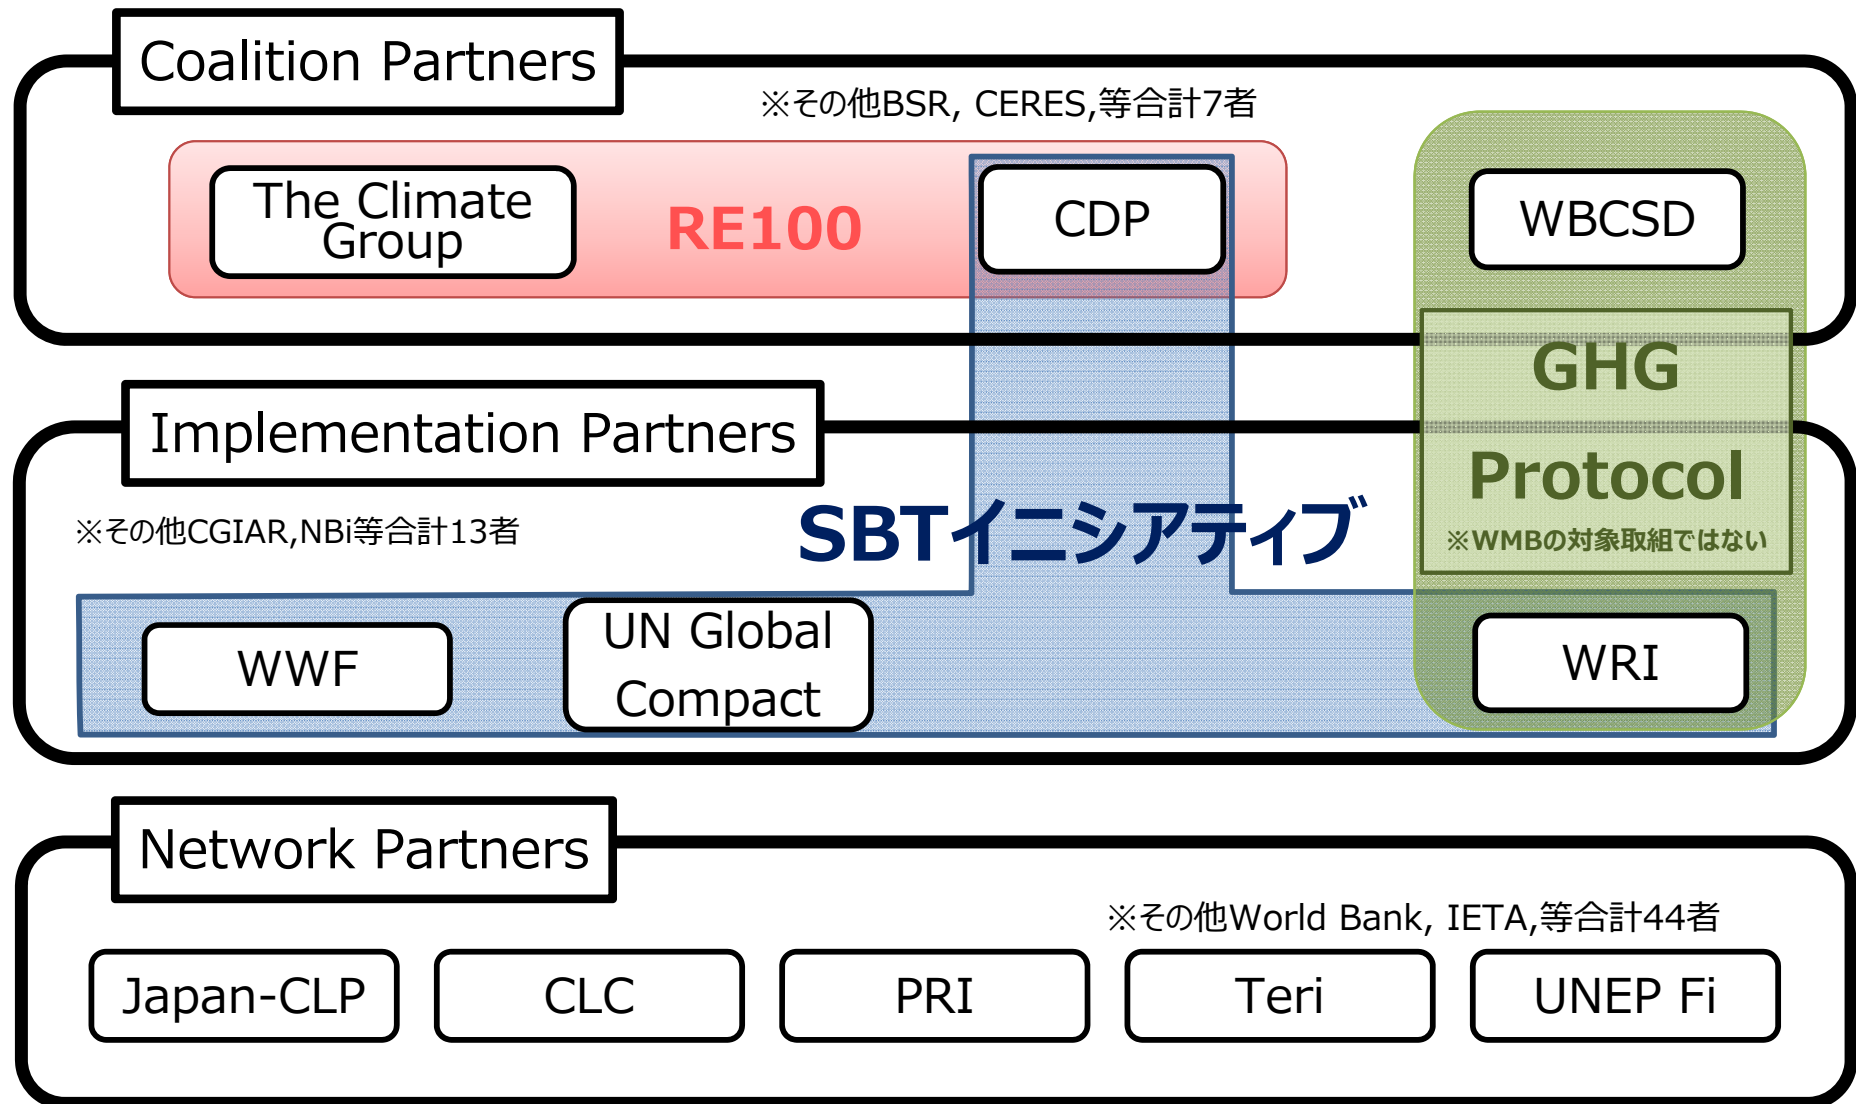 Coalition Partners
※その他BSR, CERES,等合計7者
The Climate
Group
RE100
CDP
WBCSD
GHG
Protocol
※WMBの対象取組ではない
Implementation Partners
※その他CGIAR,NBi等合計13者
SBTイニシアティブ
WWF
UN Global
Compact
WRI
Network Partners
※その他World Bank, IETA,等合計44者
Japan-CLP
CLC
PRI
Teri
UNEP Fi